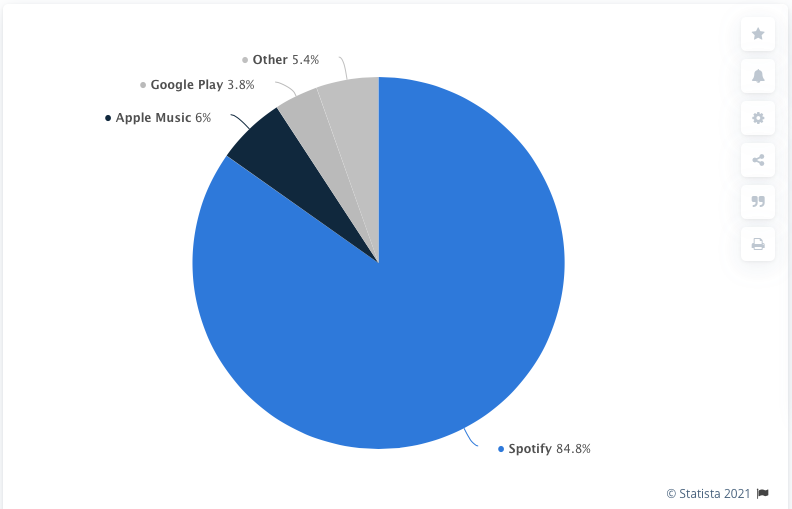 Other 5.4%
Google Play 3.8%
Apple Music 6%
Spotify 84.8%
© Statista 2021